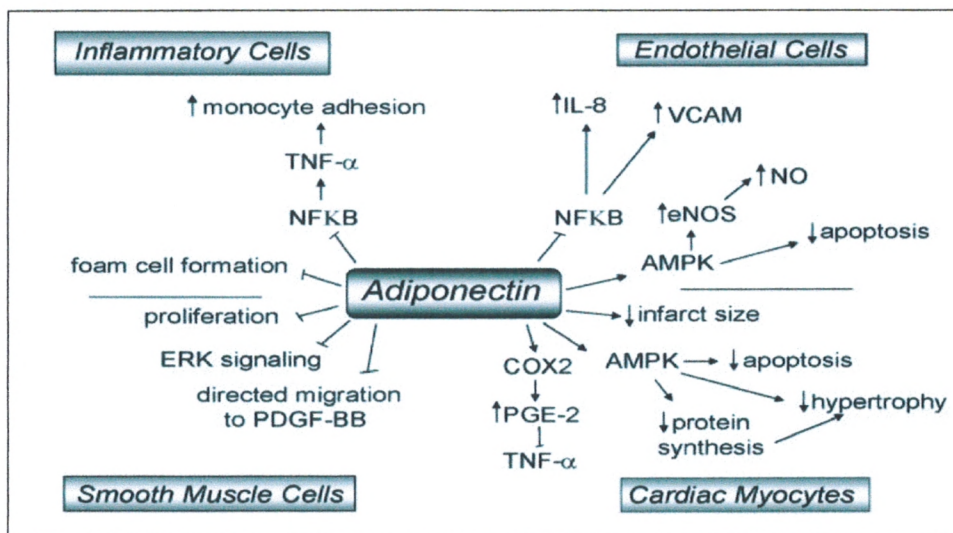 Inflammatory Cells
Endothelial Cells
↑monocyte adhesion
TNF-α
NFKB
foam cell formation
↑IL-8
↑VCAM
NFKB
↑NO
↑eNOS
AMPK
↓apoptosis
Adiponectin
proliferation
ERK signaling
directed migration
to PDGF-BB
↓infarct size
COX2
↑PGE-2
TNF-α
AMPK
↓apoptosis
↓hypertrophy
↓protein
synthesis
Smooth Muscle Cells
Cardiac Myocytes